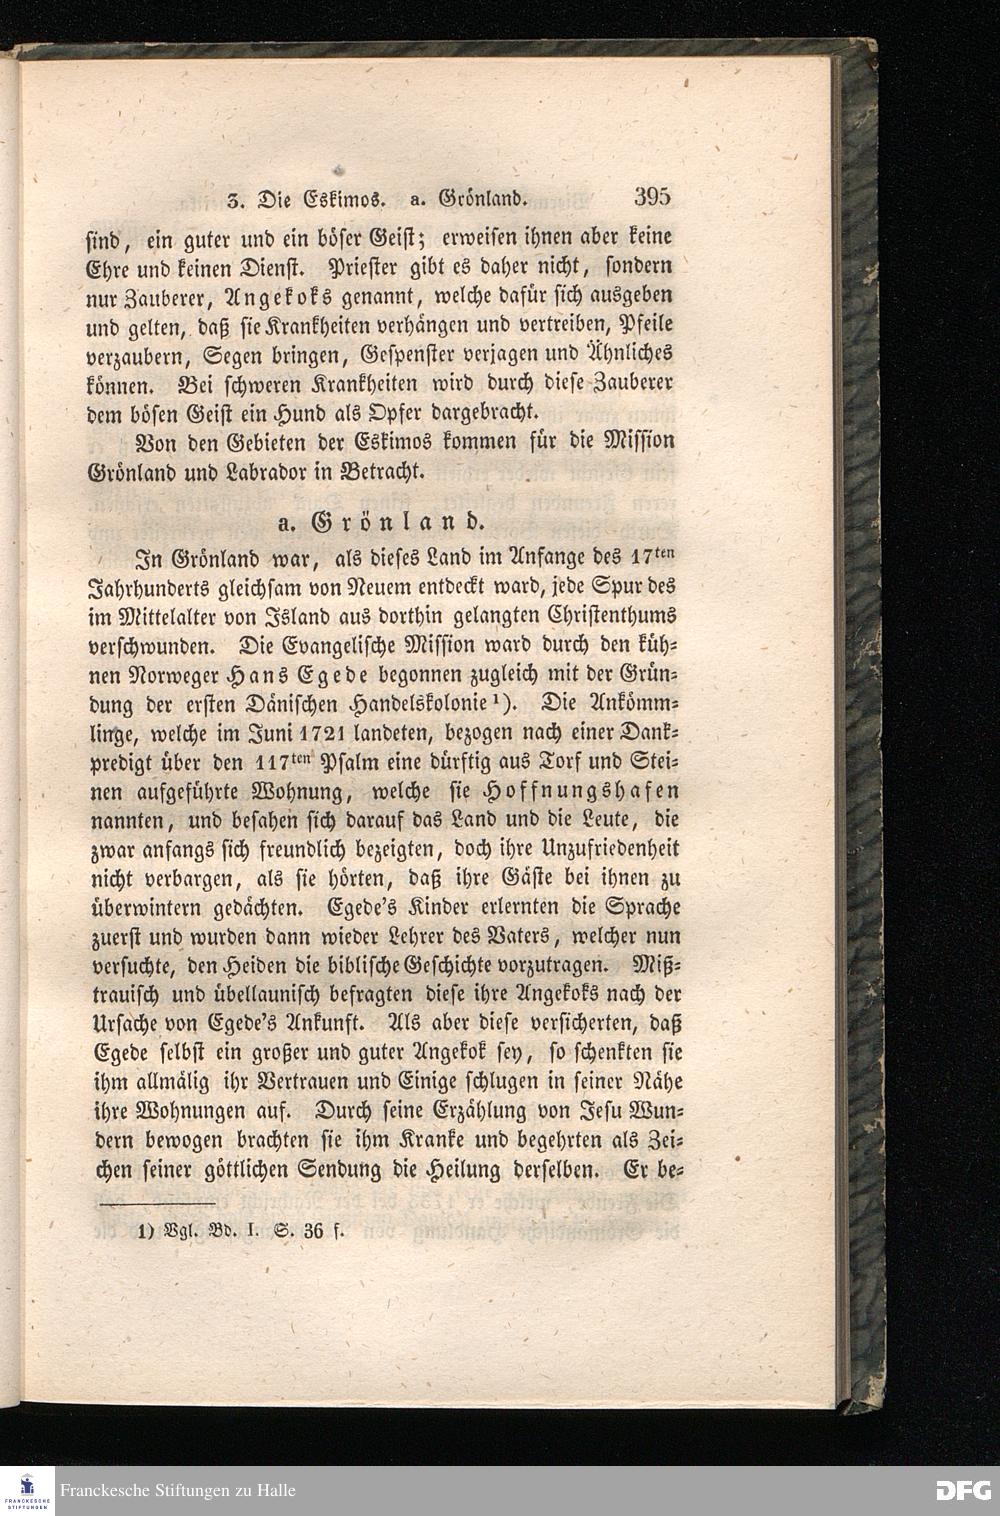 3. Die Eskimos. a. Grönland. 395
sind, ein guter und ein böser Geist; erweisen ihnen aber keine
Ehre und keinen Dienst. Priester gibt es daher nicht, sondern
nur Zauberer, Angekoks genannt, welche dafür sich ausgeben
und gelten, daß sie Krankheiten verhängen und vertreiben, Pfeile
verzaubern, Segen bringen, Gespenster verjagen und Ähnliches
können. Bei schweren Krankheiten wird durch diese Zauberer
dem bösen Geist ein Hund als Opfer dargebracht.
Von den Gebieten der Eskimos kommen für die Mission
Grönland und Labrador in Betracht.
a. Grönland.
In Grönland war, als dieses Land im Anfange des 17ten
Jahrhunderts gleichsam von Neuem entdeckt ward, jede Spur des
im Mittelalter von Island aus dorthin gelangten Christenthums
verschwunden. Die Evangelische Mission ward durch den küh-
nen Norweger Hans Egede begonnen zugleich mit der Grün-
dung der ersten Dänischen Handelskolonie¹). Die Ankömm-
linge, welche im Juni 1721 landeten, bezogen nach einer Dank-
predigt über den 117ten Psalm eine dürftig aus Torf und Stei-
nen aufgeführte Wohnung, welche sie Hoffnungshafen
nannten, und besahen sich darauf das Land und die Leute, die
zwar anfangs sich freundlich bezeigten, doch ihre Unzufriedenheit
nicht verbargen, als sie hörten, daß ihre Gäste bei ihnen zu
überwintern gedächten. Egede's Kinder erlernten die Sprache
zuerst und wurden dann wieder Lehrer des Vaters, welcher nun
versuchte, den Heiden die biblische Geschichte vorzutragen. Miß-
trauisch und übellaunisch befragten diese ihre Angekoks nach der
Ursache von Egede's Ankunft. Als aber diese versicherten, daß
Egede selbst ein großer und guter Angekok sey, so schenkten sie
ihm allmälig ihr Vertrauen und Einige schlugen in seiner Nähe
ihre Wohnungen auf. Durch seine Erzählung von Jesu Wun-
dern bewogen brachten sie ihm Kranke und begehrten als Zei-
chen seiner göttlichen Sendung die Heilung derselben. Er be-
1) Vgl. Bd. I. S. 36 f.
FRANCKESCHE
STIFTUNGEN
Franckesche Stiftungen zu Halle
DFG